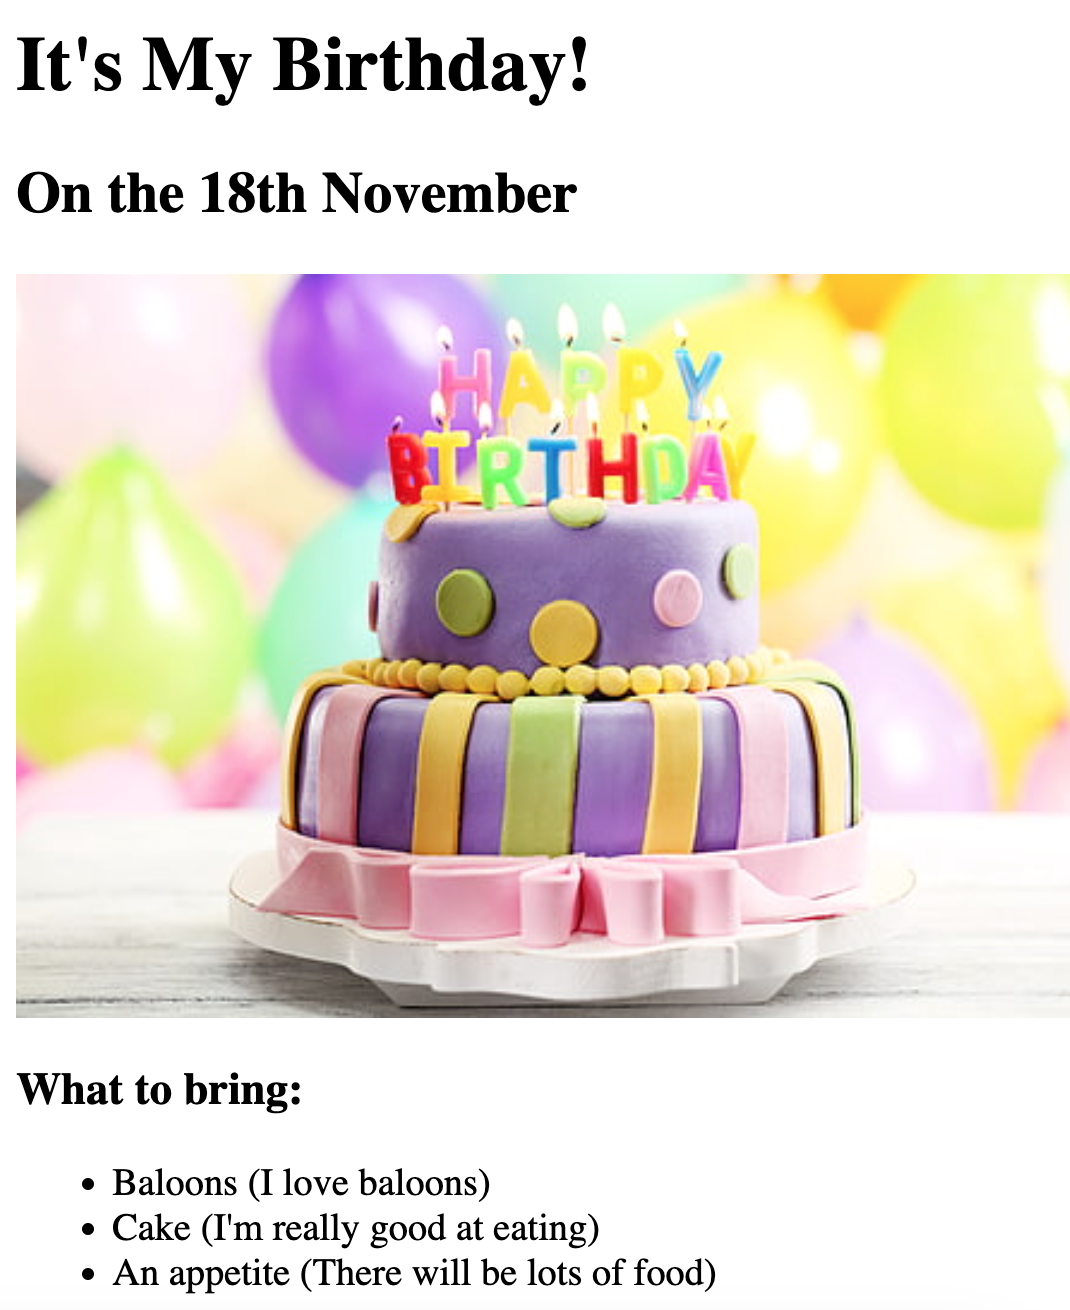 It's My Birthday!
On the 18th November
HAPPY
BIRTHDAY
What to bring:
Baloons (I love baloons)
Cake (I'm really good at eating)
An appetite (There will be lots of food)